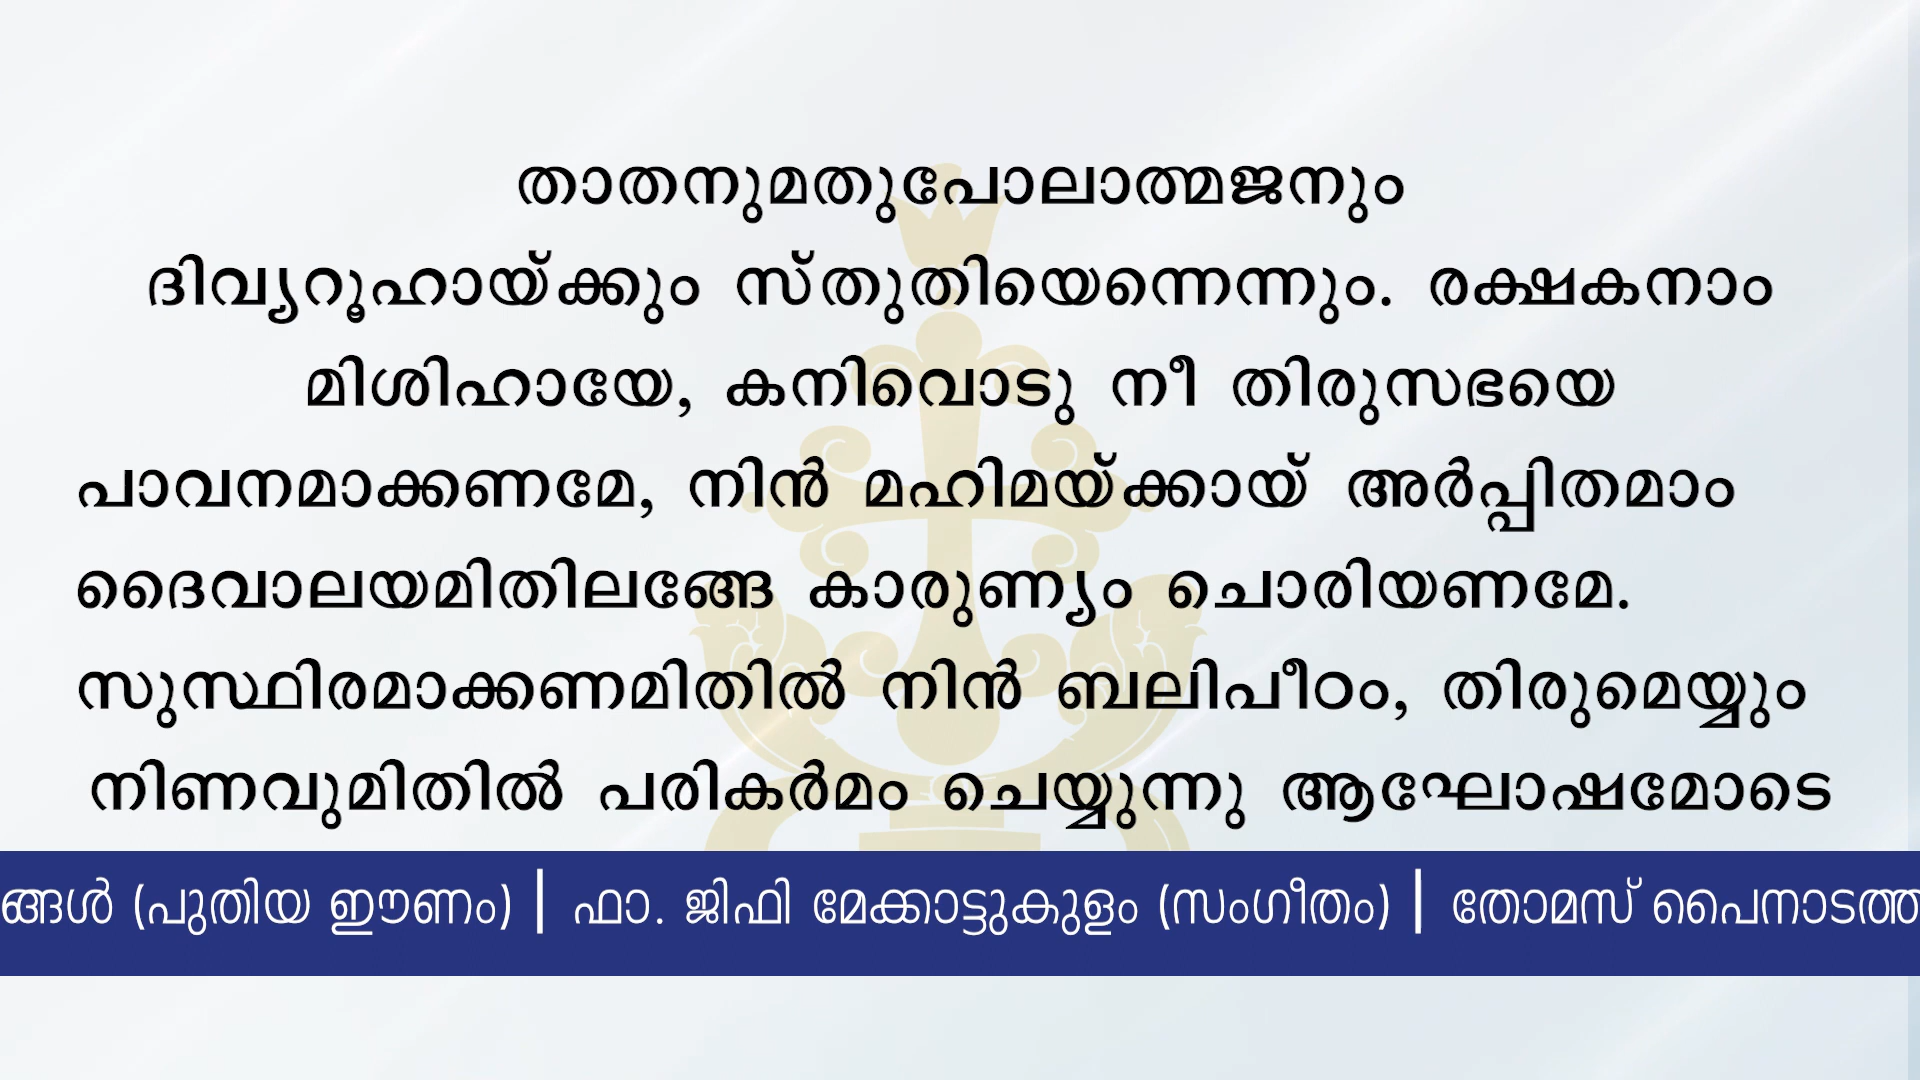 താതനുമതുപോലാത്മജനും
ദിവ്യറൂഹായ്ക്കും സ്തുതിയെന്നെന്നും. രക്ഷകനാം
മിശിഹായേ, കനിവൊടു നീ തിരുസഭയെ
പാവനമാക്കണമേ, നിൻ മഹിമയ്ക്കായ് അർപ്പിതമാം
ദൈവാലയമിതിലങ്ങേ കാരുണ്യം ചൊരിയണമേ.
സുസ്ഥിരമാക്കണമിതിൽ നിൻ ബലിപീഠം, തിരുമെയ്യും
നിണവുമിതിൽ പരികർമം ചെയ്യുന്നു ആഘോഷമോടെ
ങ്ങൾ (പുതിയ ഈണം) | ഫാ. ജിഫി മേക്കാട്ടുകുളം (സംഗീതം) | തോമസ് പൈനാടത്ത